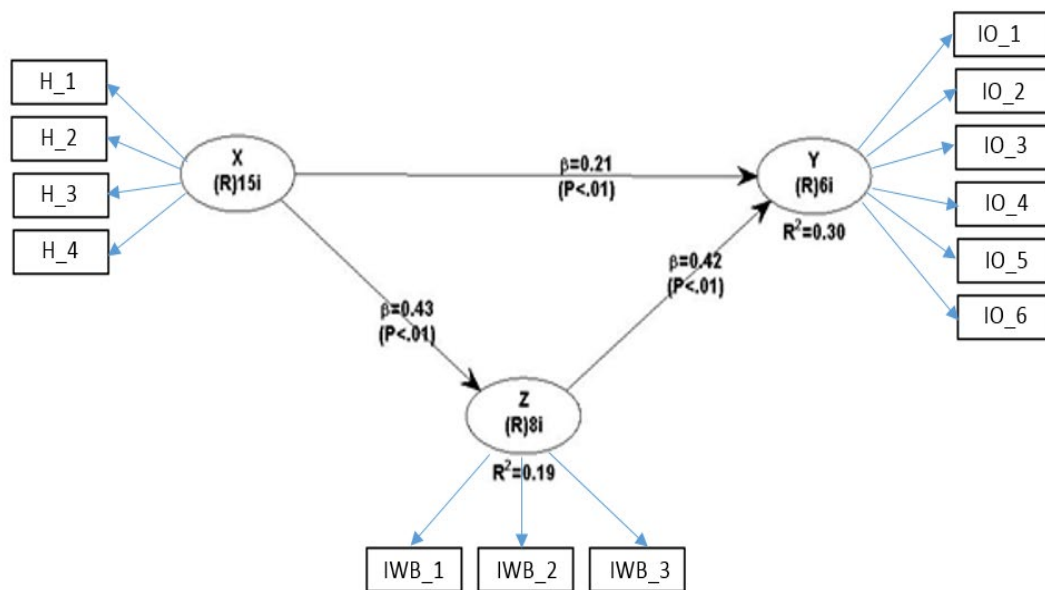 H_1
H_2
H_3
H_4
X
(R)15i
β=0.21
(P<.01)
Y
(R)6i
R²=0.30
IO_1
IO_2
IO_3
IO_4
IO_5
IO_6
β=0.43
(P<.01)
β=0.42
(P<.01)
Z
(R)8i
R²=0.19
IWB_1
IWB_2
IWB_3